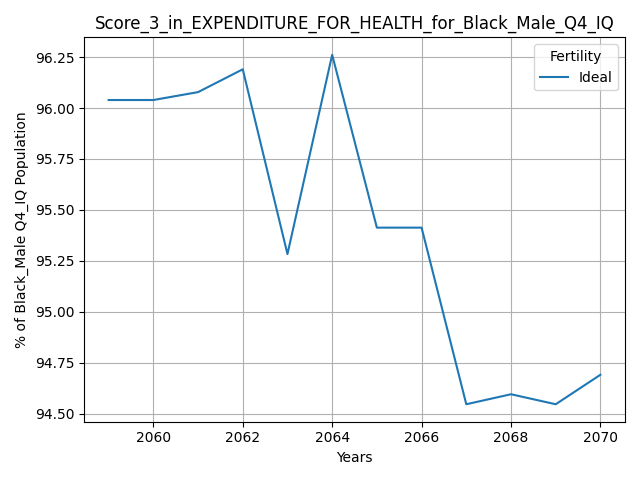 Score_3_in_EXPENDITURE_FOR_HEALTH_for_Black_Male_Q4_IQ
Fertility
Ideal
% of Black_Male Q4_IQ Population
96.25
96.00
95.75
95.50
95.25
95.00
94.75
94.50
2060 2062 2064 2066 2068 2070
Years